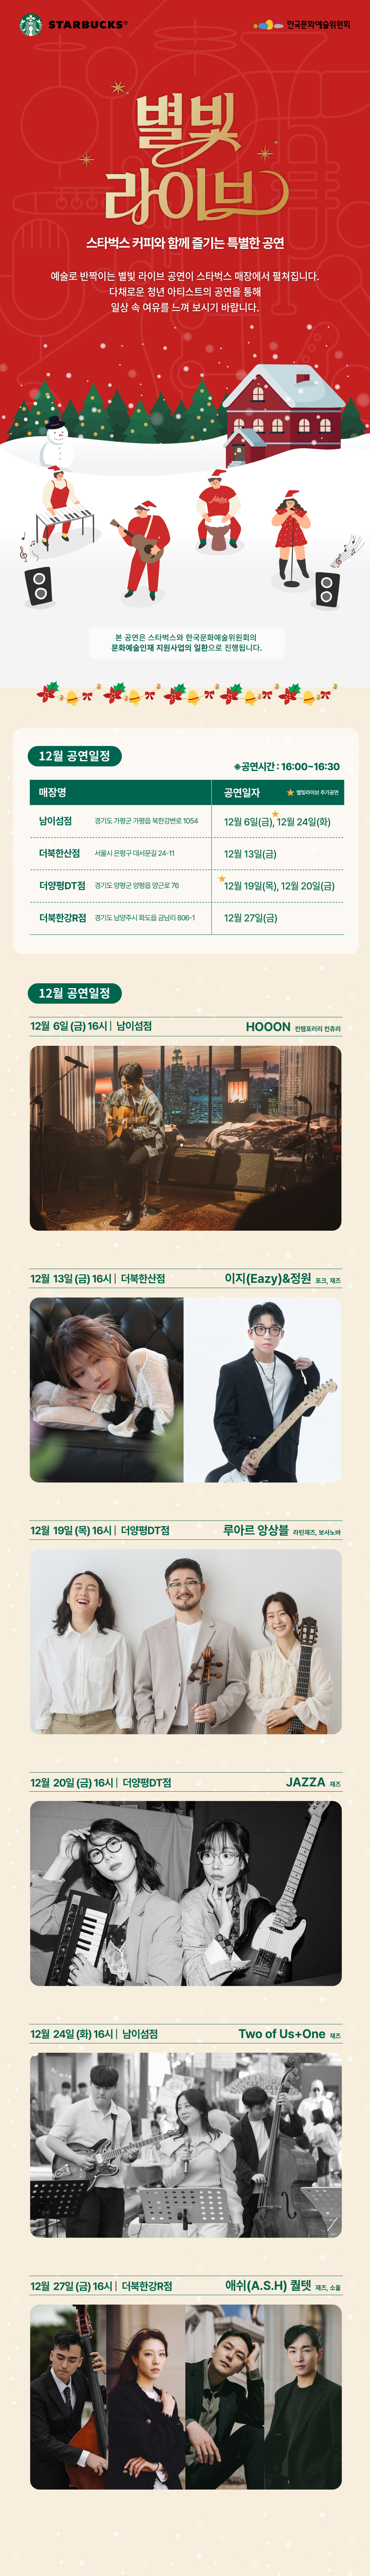 STARBUCKS®
한국문화예술위원회
별빛
라이브
스타벅스 커피와 함께 즐기는 특별한 공연
예술로 반짝이는 별빛 라이브 공연이 스타벅스 매장에서 펼쳐집니다.
다채로운 청년 아티스트의 공연을 통해
일상 속 여유를 느껴 보시기 바랍니다.
본 공연은 스타벅스와 한국문화예술위원회의
문화예술인재 지원사업의 일환으로 진행됩니다.
12월 공연일정
※공연시간 : 16:00~16:30
매장명 공연일자 ★ 별빛라이브 추가공연
남이섬점 경기도 가평군 가평읍 북한강변로 1054 12월 6일(금), ★12월 24일(화)
더북한산점 서울시 은평구 대서문길 24-11 12월 13일(금)
더양평DT점 경기도 양평군 양평읍 양근로 76 ★12월 19일(목), 12월 20일(금)
더북한강R점 경기도 남양주시 화도읍 금남리 806-1 12월 27일(금)
12월 공연일정
12월 6일 (금) 16시 | 남이섬점 HOOON 컨템포러리 컨츄리
12월 13일 (금) 16시 | 더북한산점 이지(Eazy)&정원 포크, 재즈
12월 19일 (목) 16시 | 더양평DT점 루아르 앙상블 라틴재즈, 보사노바
12월 20일 (금) 16시 | 더양평DT점 JAZZA 재즈
12월 24일 (화) 16시 | 남이섬점 Two of Us+One 재즈
12월 27일 (금) 16시 | 더북한강R점 애쉬(A.S.H) 퀄텟 재즈, 소울